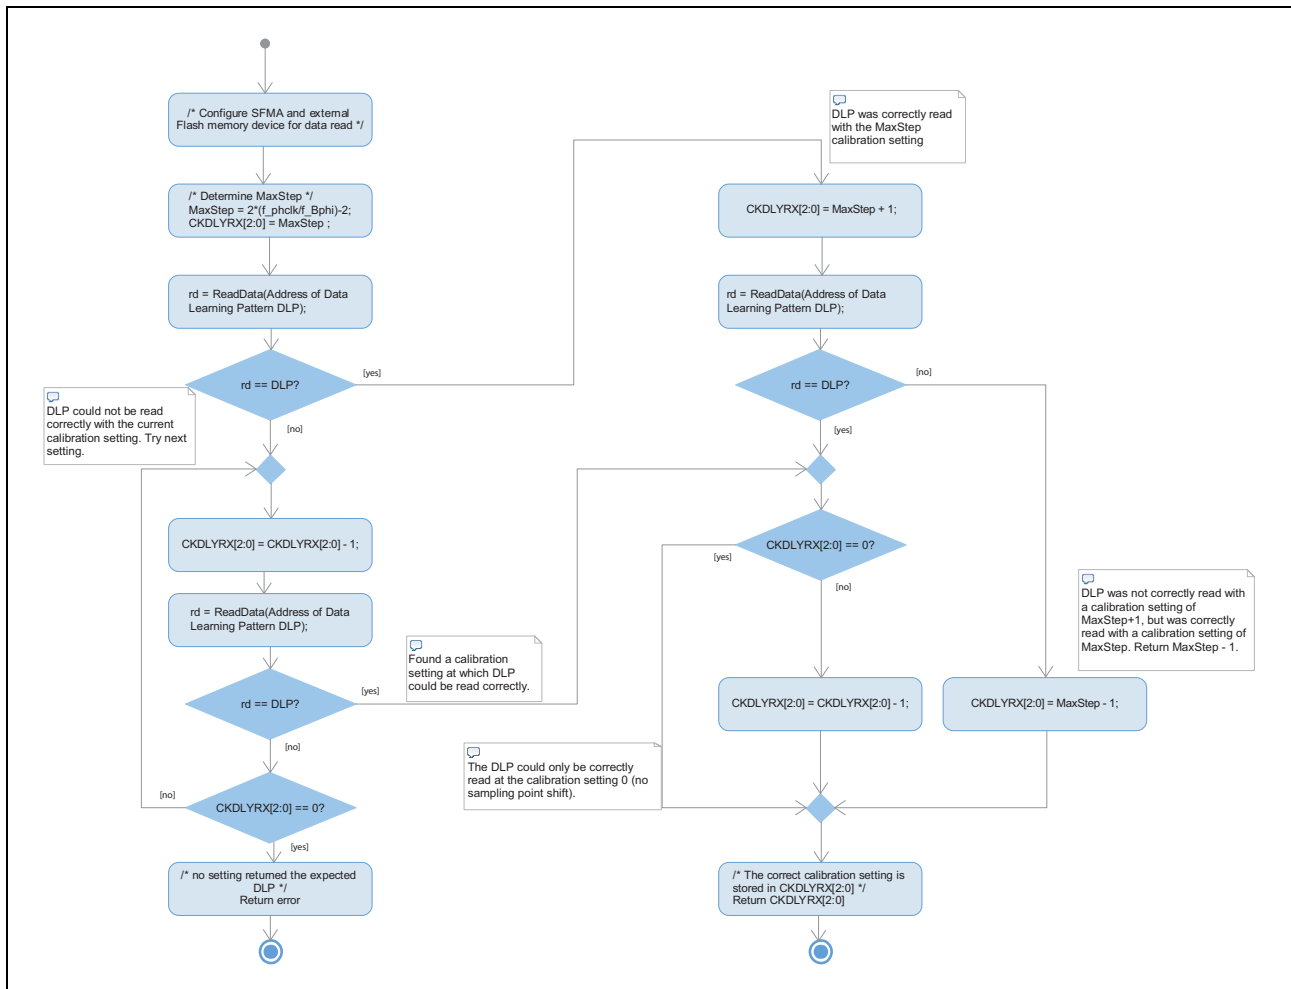 /* Configure SFMA and external
Flash memory device for data read */
/* Determine MaxStep */
MaxStep = 2*(f_phclk/f_Bphi)-2;
CKDLYRX[2:0] = MaxStep ;
rd = ReadData(Address of Data
Learning Pattern DLP);
rd == DLP?
[yes]
[no]
DLP could not be read
correctly with the current
calibration setting. Try next
setting.
CKDLYRX[2:0] = CKDLYRX[2:0] - 1;
rd = ReadData(Address of Data
Learning Pattern DLP);
rd == DLP?
[yes]
[no]
Found a calibration
setting at which DLP
could be read correctly.
CKDLYRX[2:0] == 0?
[no]
[yes]
/* no setting returned the expected
DLP */
Return error
DLP was correctly read
with the MaxStep
calibration setting
CKDLYRX[2:0] = MaxStep + 1;
rd = ReadData(Address of Data
Learning Pattern DLP);
rd == DLP?
[no]
[yes]
CKDLYRX[2:0] == 0?
[yes]
[no]
DLP was not correctly read with
a calibration setting of
MaxStep+1, but was correctly
read with a calibration setting of
MaxStep. Return MaxStep - 1.
CKDLYRX[2:0] = CKDLYRX[2:0] - 1;
CKDLYRX[2:0] = MaxStep - 1;
The DLP could only be correctly
read at the calibration setting 0 (no
sampling point shift).
/* The correct calibration setting is
stored in CKDLYRX[2:0] */
Return CKDLYRX[2:0]